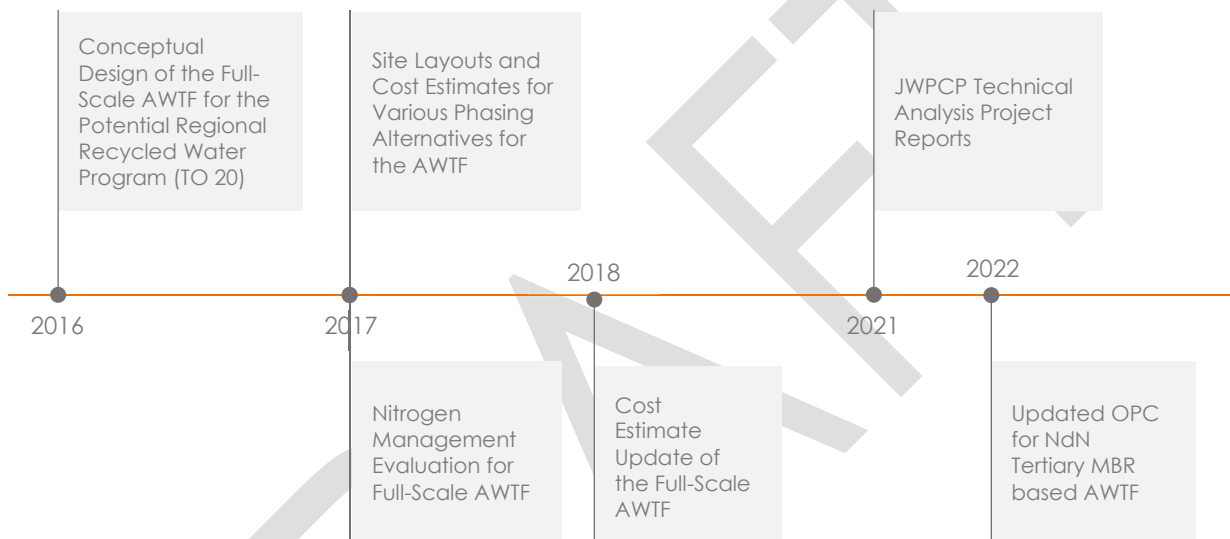 Conceptual
Design of the Full-
Scale AWTF for the
Potential Regional
Recycled Water
Program (TO 20)
Site Layouts and
Cost Estimates for
Various Phasing
Alternatives for
the AWTF
JWPCP Technical
Analysis Project
Reports
2018
2022
2016
2017
2021
Nitrogen
Management
Evaluation for
Full-Scale AWTF
Cost
Estimate
Update of
the Full-Scale
AWTF
Updated OPC
for NdN
Tertiary MBR
based AWTF